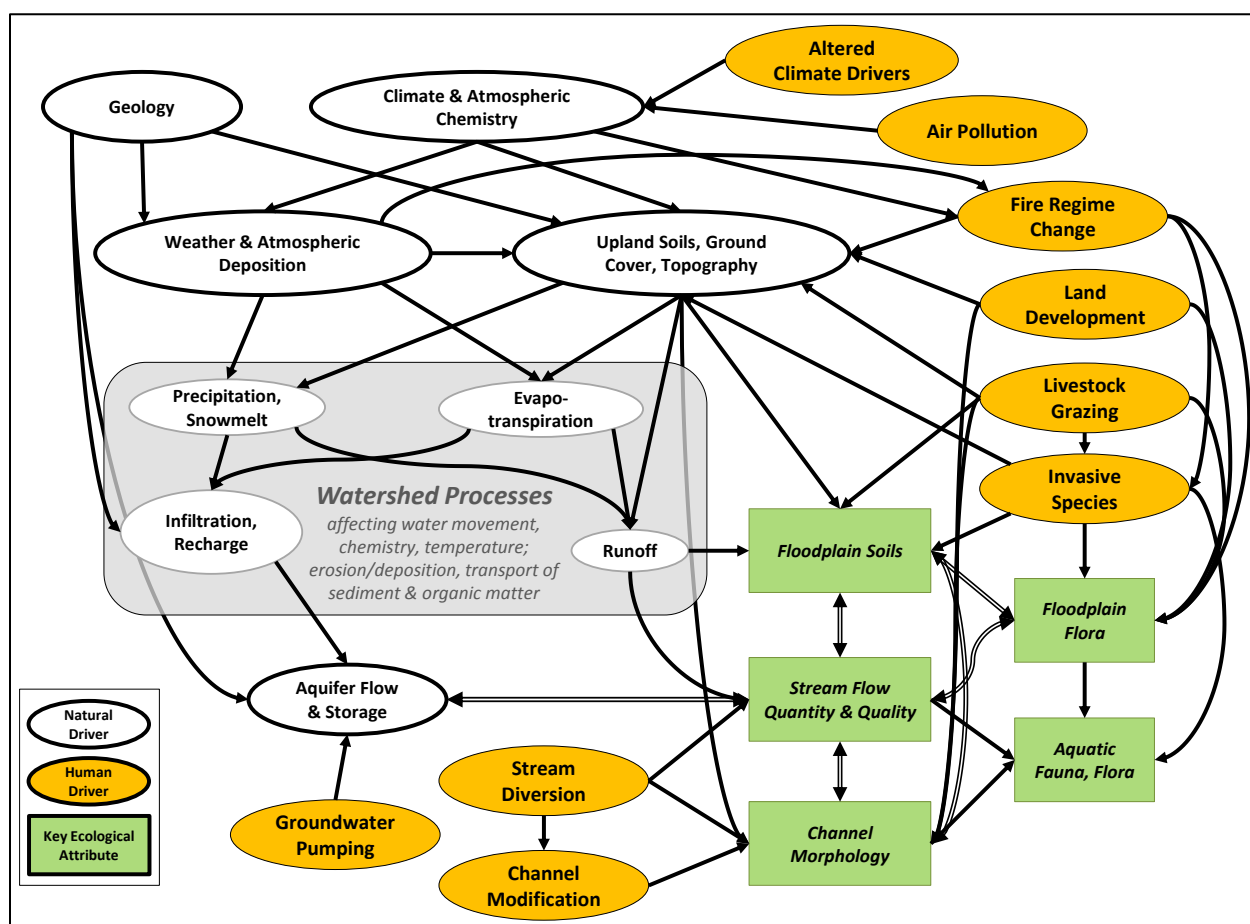 Altered
Climate Drivers
Geology
Climate & Atmospheric
Chemistry
Air Pollution
Fire Regime
Change
Weather & Atmospheric
Deposition
Upland Soils, Ground
Cover, Topography
Land
Development
Precipitation,
Snowmelt
Evapo-
transpiration
Livestock
Grazing
Watershed Processes
affecting water movement,
chemistry, temperature;
erosion/deposition, transport of
sediment & organic matter
Invasive
Species
Infiltration,
Recharge
Runoff
Floodplain Soils
Floodplain
Flora
Aquifer Flow
& Storage
Stream Flow
Quantity & Quality
Aquatic
Fauna, Flora
Natural
Driver
Human
Driver
Key Ecological
Attribute
Stream
Diversion
Groundwater
Pumping
Channel
Morphology
Channel
Modification